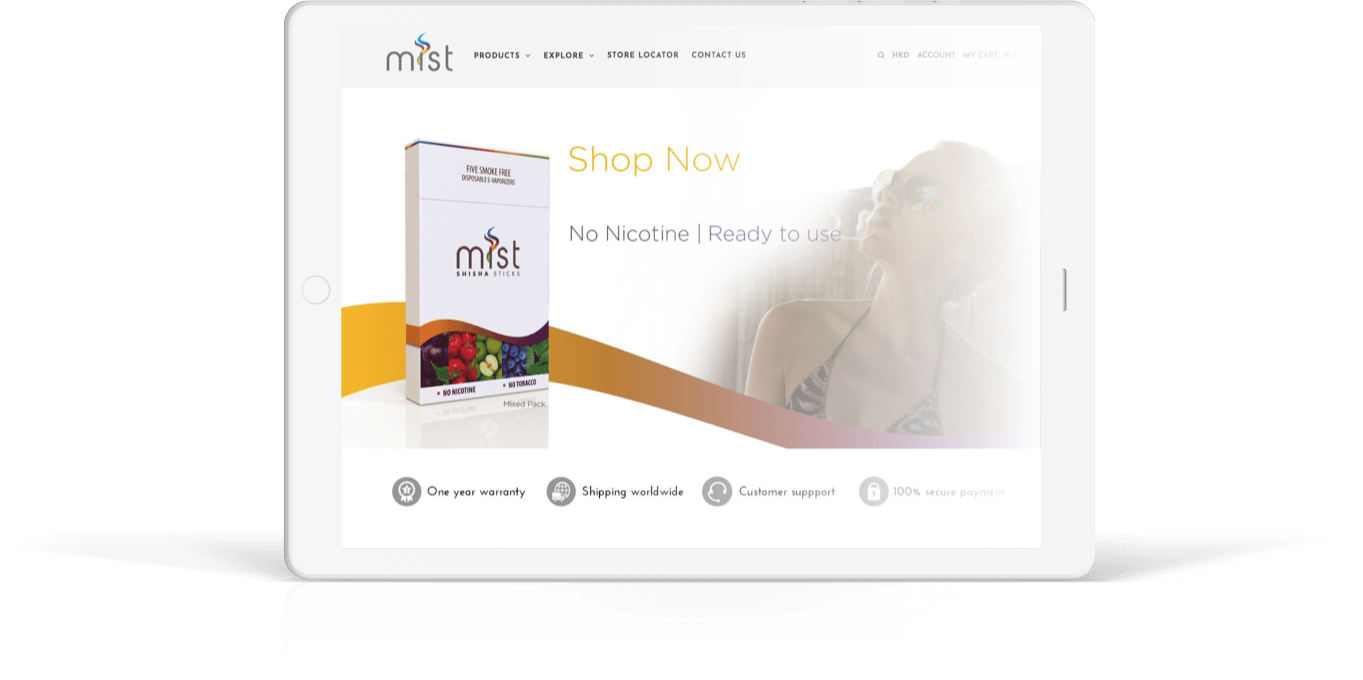 mist PRODUCTS EXPLORE STORE LOCATOR CONTACT US HKD ACCOUNT MY CART
FIVE SMOKE FREE
DISPOSABLE E-VAPORIZERS
Shop Now
No Nicotine | Ready to use
mist
SHISHA STICKS
• NO NICOTINE • NO TOBACCO
Mixed Pack
One year warranty Shipping worldwide Customer suppport 100% secure payment